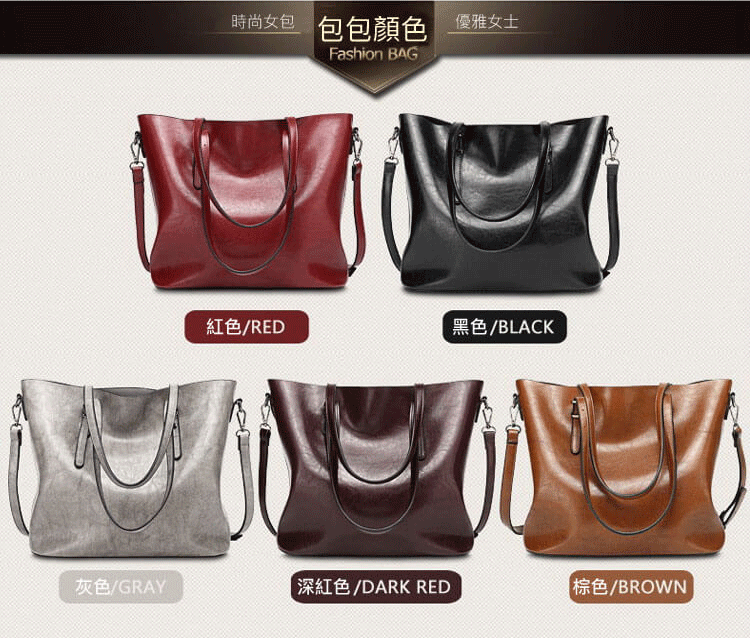 時尚女包
包包顏色
優雅女士
Fashion BAG
紅色/RED
黑色/BLACK
灰色/GRAY
深紅色/DARK RED
棕色/BROWN